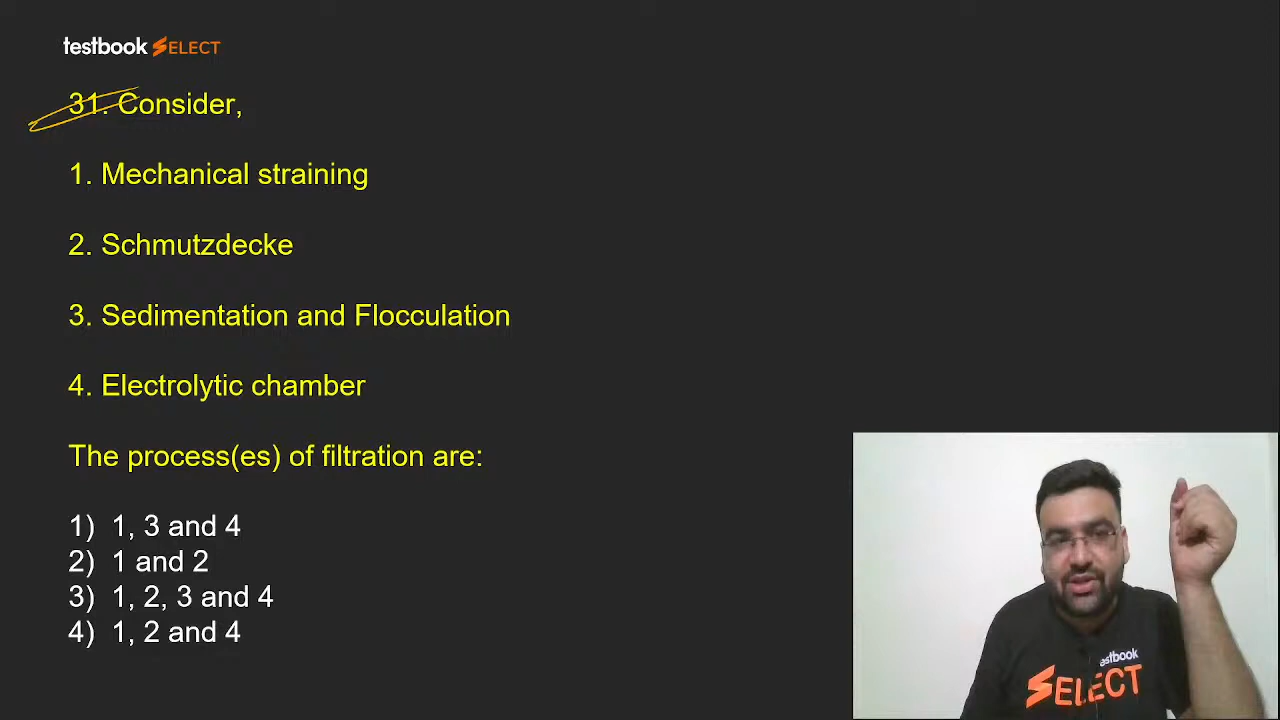 testbook SELECT
31. Consider,
1. Mechanical straining
2. Schmutzdecke
3. Sedimentation and Flocculation
4. Electrolytic chamber
The process(es) of filtration are:
1) 1, 3 and 4
2) 1 and 2
3) 1, 2, 3 and 4
4) 1, 2 and 4
testbook
SELECT